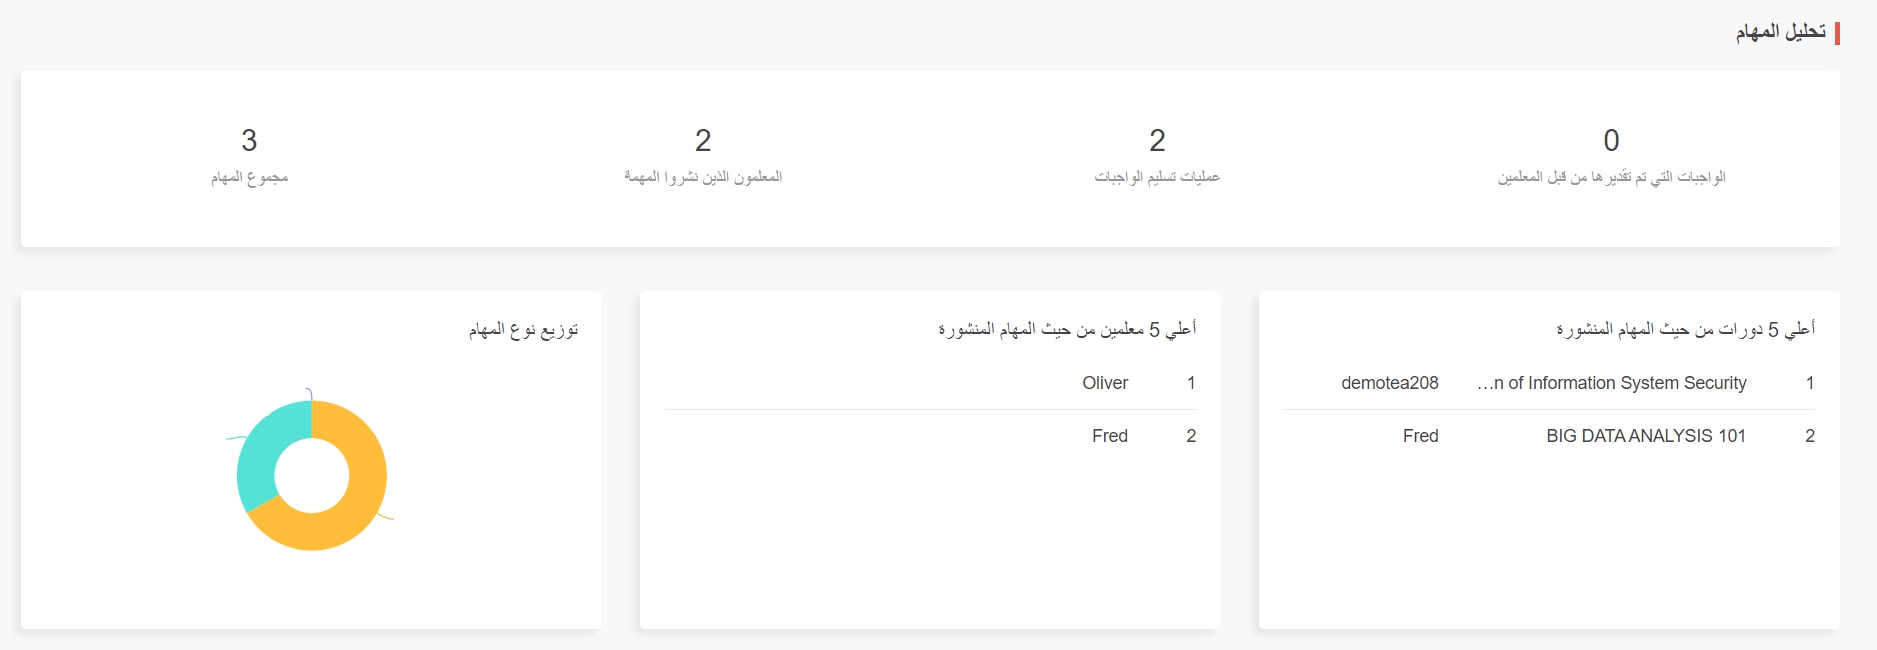 تحليل المهام
0
الواجبات التي تم تقديرها من قبل المعلمين
2
عمليات تسليم الواجبات
2
المعلمون الذين نشروا المهمة
3
مجموع المهام
أعلي 5 دورات من حيث المهام المنشورة
1 n of Information System Security... demotea208
2 BIG DATA ANALYSIS 101 Fred
أعلي 5 معلمين من حيث المهام المنشورة
1 Oliver
2 Fred
توزيع نوع المهام